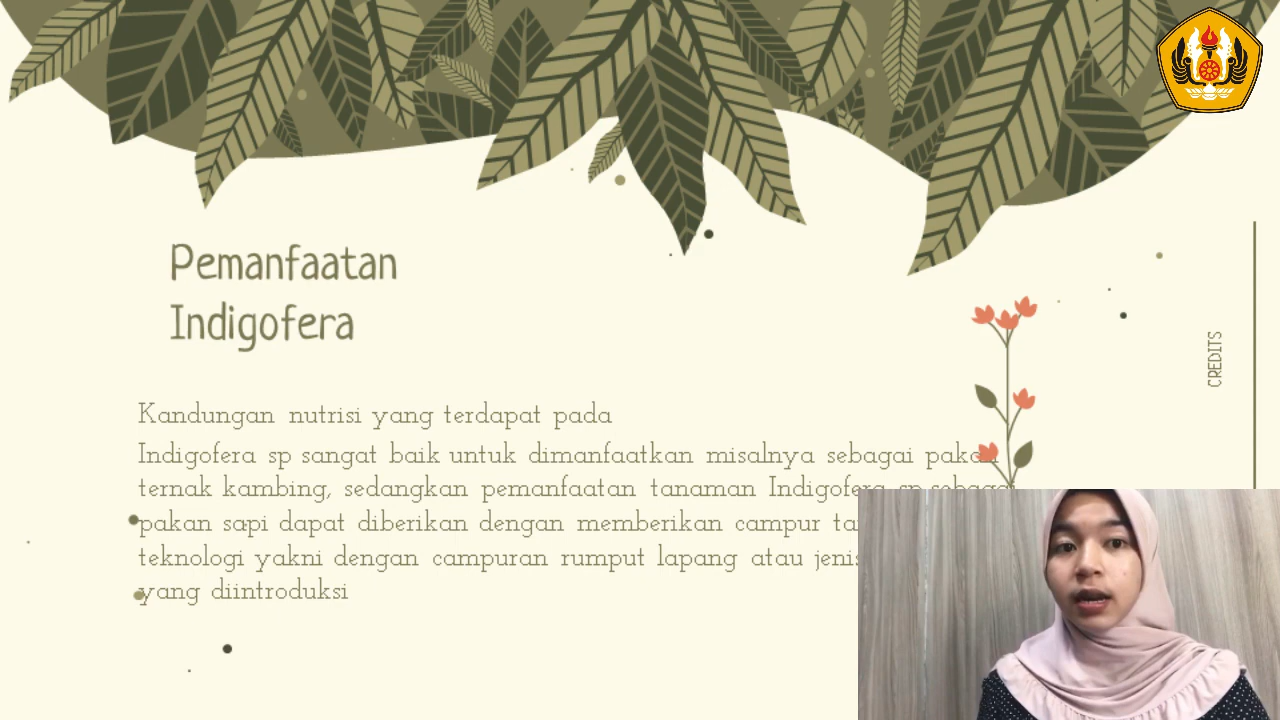 Pemanfaatan
Indigofera
CREDITS
Kandungan nutrisi yang terdapat pada
Indigofera sp sangat baik untuk dimanfaatkan misalnya sebagai pakan
ternak kambing, sedangkan pemanfaatan tanaman Indigofera sp sebagai
pakan sapi dapat diberikan dengan memberikan campur
teknologi yakni dengan campuran rumput lapang atau
yang diintroduksi